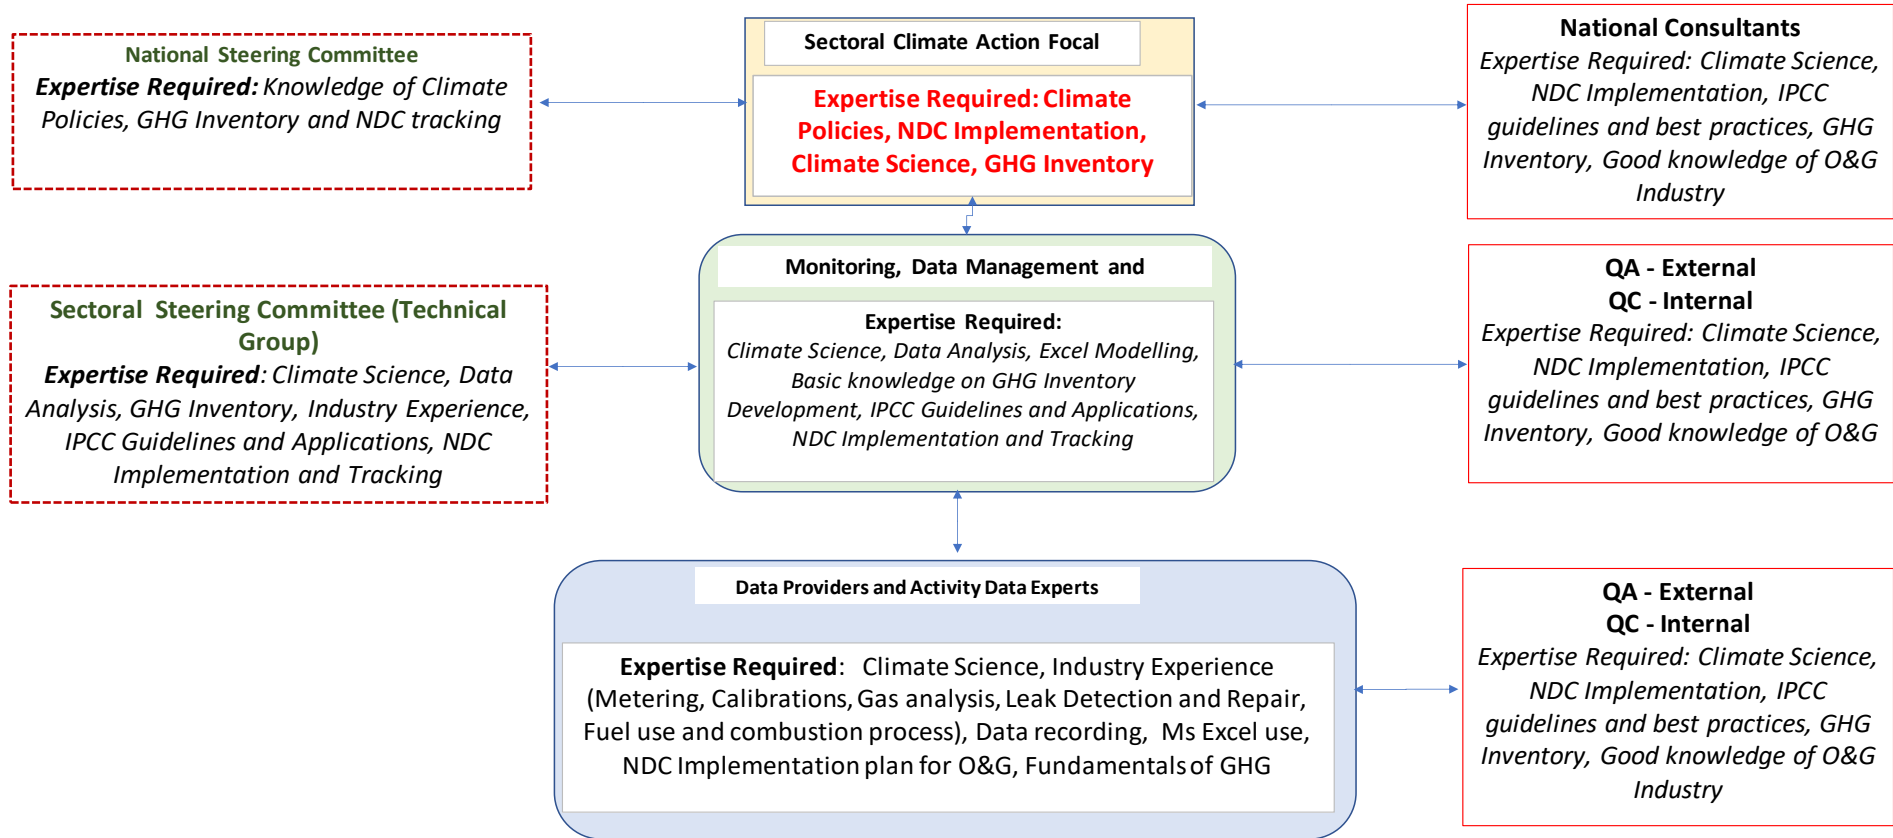 National Steering Committee
Expertise Required: Knowledge of Climate
Policies, GHG Inventory and NDC tracking
Sectoral Climate Action Focal
Expertise Required: Climate
Policies, NDC Implementation,
Climate Science, GHG Inventory
National Consultants
Expertise Required: Climate Science,
NDC Implementation, IPCC
guidelines and best practices, GHG
Inventory, Good knowledge of O&G
Industry
Sectoral Steering Committee (Technical
Group)
Expertise Required: Climate Science, Data
Analysis, GHG Inventory, Industry Experience,
IPCC Guidelines and Applications, NDC
Implementation and Tracking
Monitoring, Data Management and
Expertise Required:
Climate Science, Data Analysis, Excel Modelling,
Basic knowledge on GHG Inventory
Development, IPCC Guidelines and Applications,
NDC Implementation and Tracking
QA - External
QC - Internal
Expertise Required: Climate Science,
NDC Implementation, IPCC
guidelines and best practices, GHG
Inventory, Good knowledge of O&G
Data Providers and Activity Data Experts
Expertise Required: Climate Science, Industry Experience
(Metering, Calibrations, Gas analysis, Leak Detection and Repair,
Fuel use and combustion process), Data recording, Ms Excel use,
NDC Implementation plan for O&G, Fundamentals of GHG
QA - External
QC - Internal
Expertise Required: Climate Science,
NDC Implementation, IPCC
guidelines and best practices, GHG
Inventory, Good knowledge of O&G
Industry